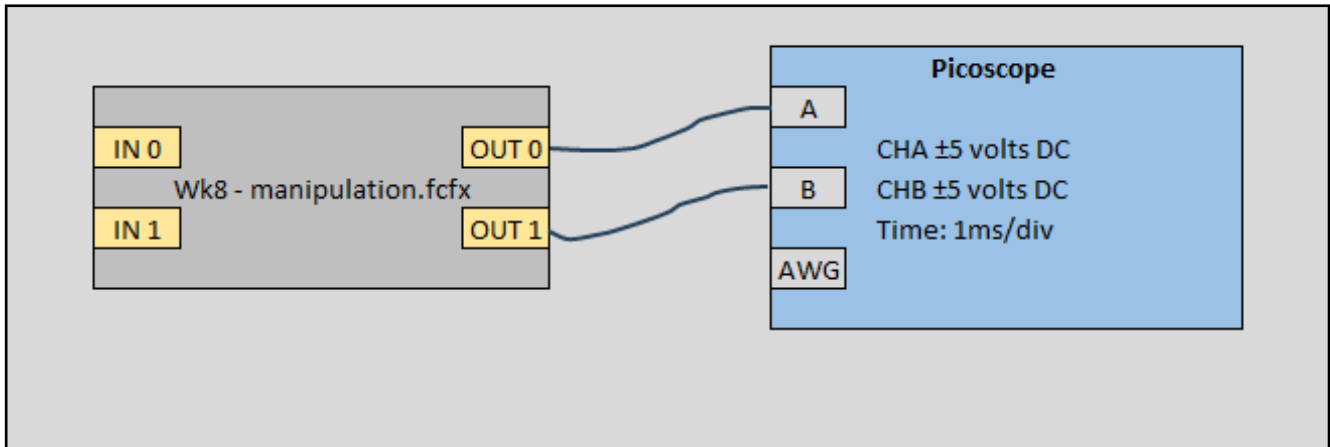 Picoscope
IN 0
OUT 0
Wk8 - manipulation.fcfx
IN 1
OUT 1
A
CHA ±5 volts DC
B
CHB ±5 volts DC
Time: 1ms/div
AWG